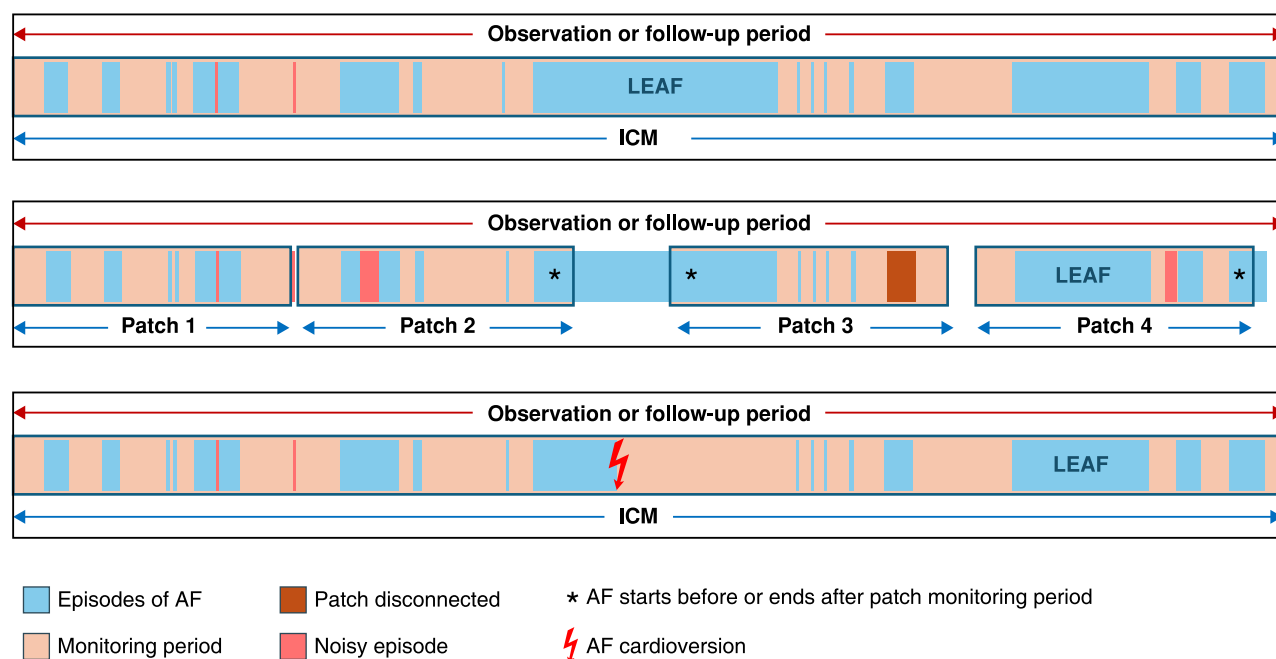 Observation or follow-up period
LEAF
ICM
Observation or follow-up period
* * LEAF *
Patch 1 Patch 2 Patch 3 Patch 4
Observation or follow-up period
LEAF
ICM
Episodes of AF Patch disconnected * AF starts before or ends after patch monitoring period
Monitoring period Noisy episode AF cardioversion